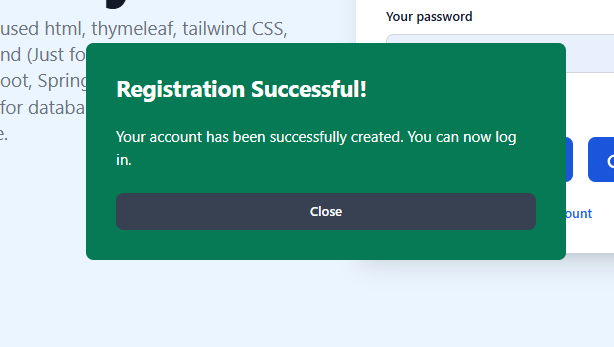 used html, thymeleaf, tailwind CSS,
Your password
nd (Just fo
oot, Spring
for databa
e.
Registration Successful!
Your account has been successfully created. You can now log
in.
Close
ount